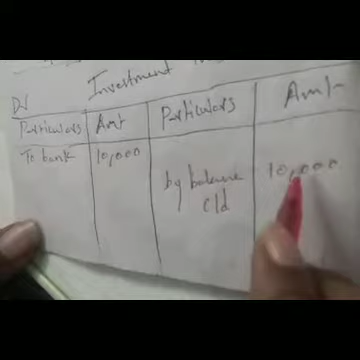 Investment
Dr
Particulars Amt Particulars Amt
To bank 10,000
by balance 10,000
c/d